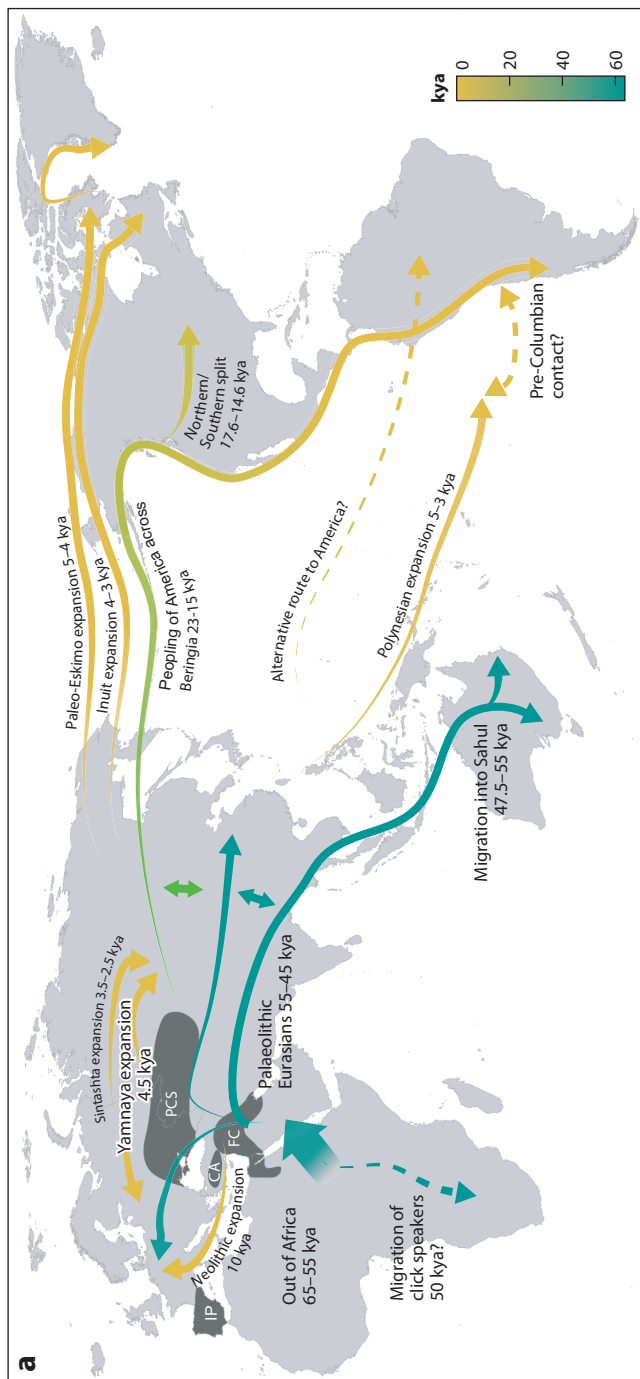 a
Sintashta expansion 3.5–2.5 kya
Yamnaya expansion
4.5 kya
PCS
CA
FC
IP
Neolithic expansion
10 kya
Out of Africa
65–55 kya
Migration of
click speakers
50 kya?
Palaeolithic
Eurasians 55–45 kya
Migration into Sahul
47.5–55 kya
Paleo-Eskimo expansion 5–4 kya
Inuit expansion 4–3 kya
Peopling of America across
Beringia 23-15 kya
Northern/
Southern split
17.6–14.6 kya
Alternative route to America?
Polynesian expansion 5–3 kya
Pre-Columbian
contact?
kya
0
20
40
60